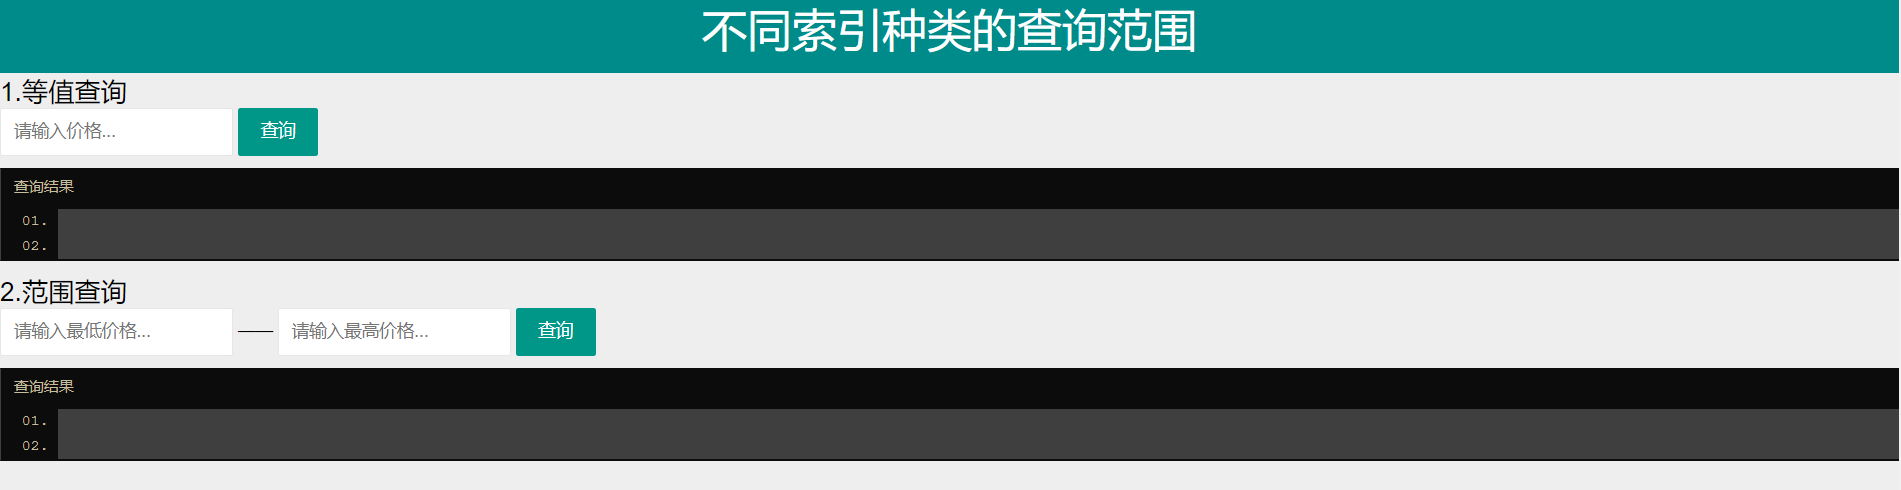 不同索引种类的查询范围
1.等值查询
请输入价格... 查询
查询结果
01.
02.
2.范围查询
请输入最低价格... —— 请输入最高价格... 查询
查询结果
01.
02.